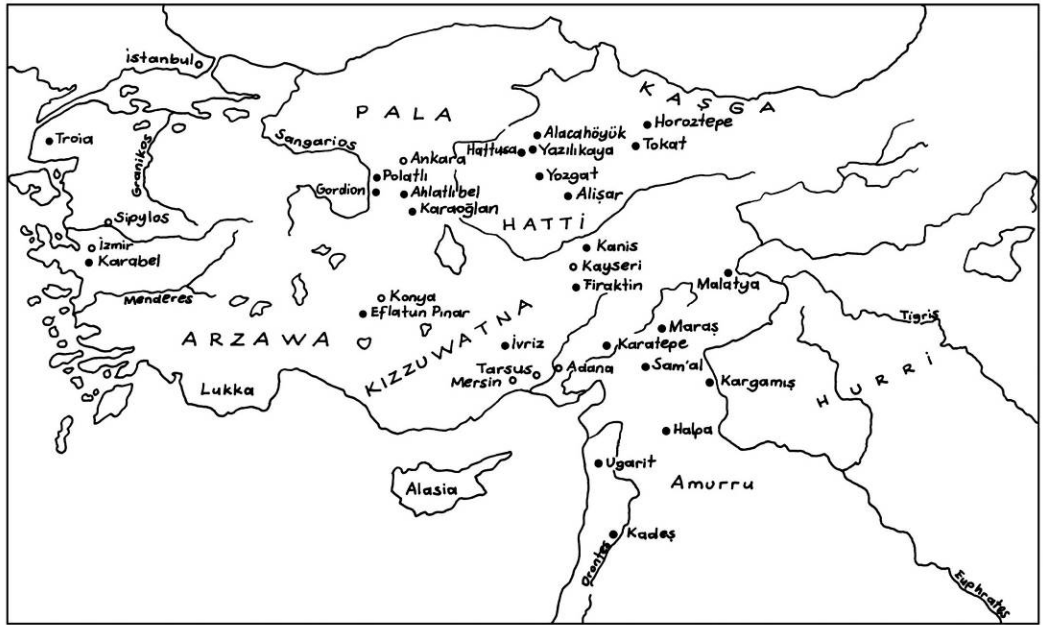 istanbul
KAŞGA
PALA
Horoztepe
Alacahöyük
Troia
Granikos
Sangarios
Hattusa
Yazılıkaya
Tokat
Ankara
Polatlı
Yozgat
Gordion
Ahlatlıbel
Alişar
Karaoğlan
Sipylos
HATTİ
İzmir
Kanis
Karabel
Kayseri
Malatya
Firaktin
Menderes
Konya
Eflatun Pınar
Tigris
KIZZUWATNA
Maraş
ARZAWA
İvriz
Karatepe
HURRİ
Tarsus
Adana
Sam'al
Mersin
Kargamış
Lukka
Halpa
Ugarit
Alasia
Amurru
Kadeş
Orontes
Euphrates